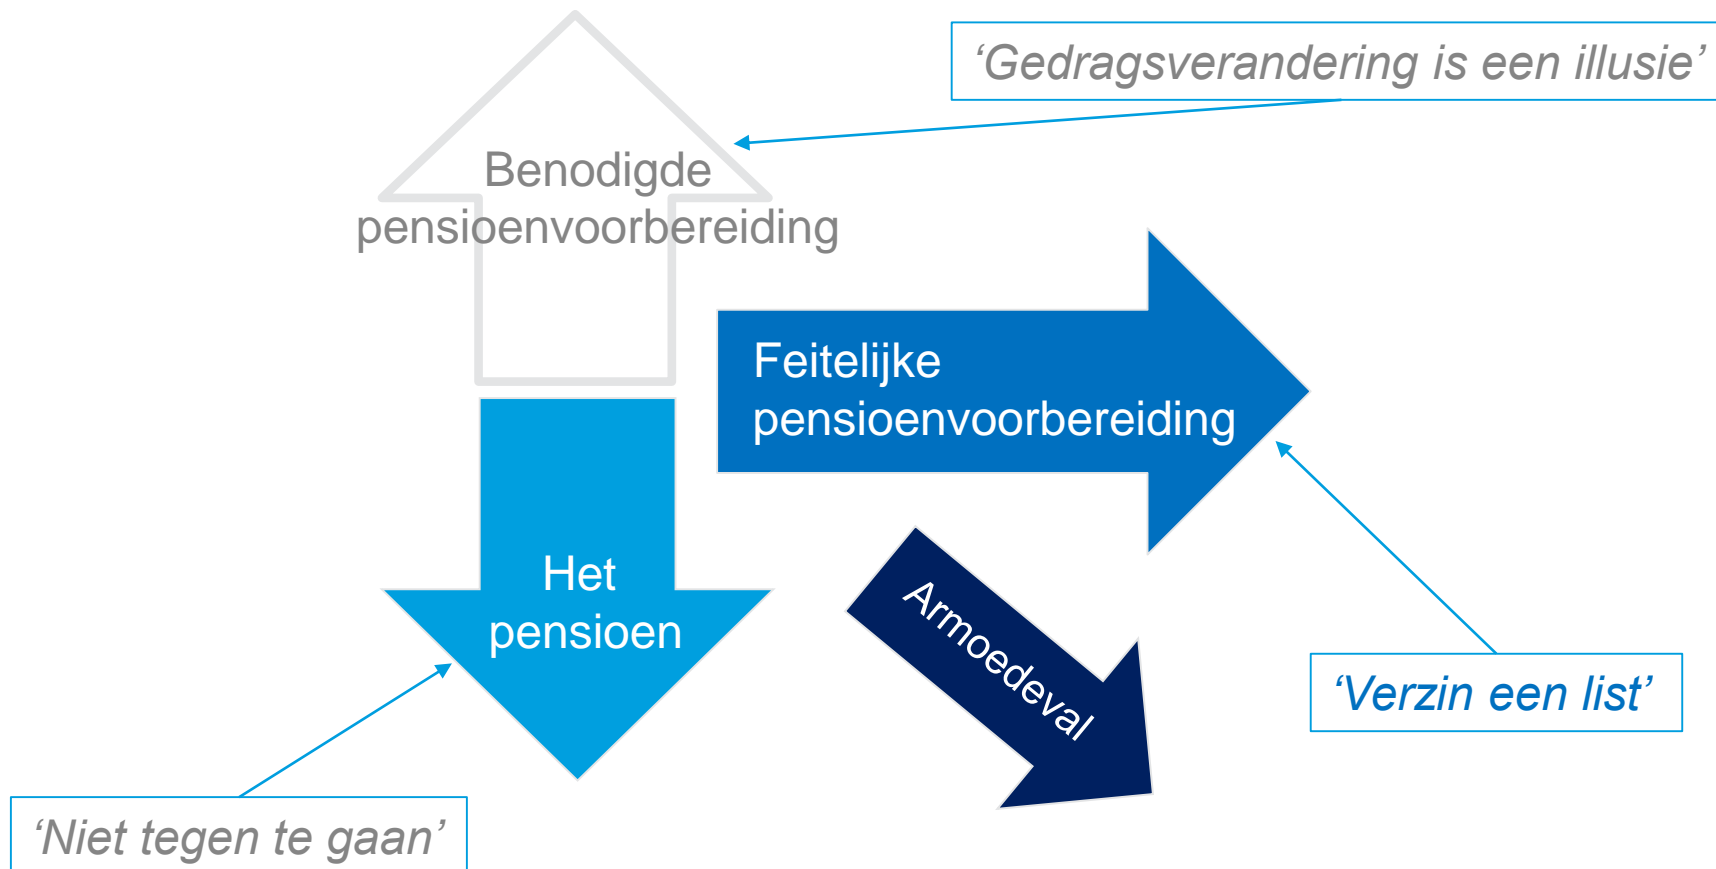 ‘Gedragsverandering is een illusie’
Benodigde
pensioenvoorbereiding
Feitelijke
pensioenvoorbereiding
Het
pensioen
Armoedeval
‘Verzin een list’
‘Niet tegen te gaan’